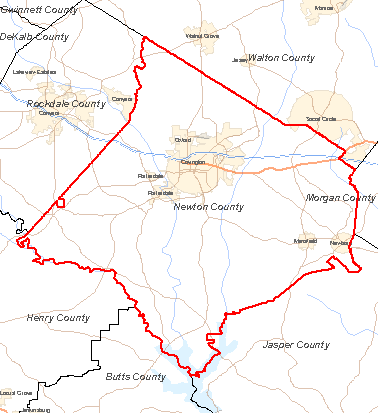 Gwinnett County
Monroe
DeKalb County
Walnut Grove
Walton County
Jersey
Lakeview Estates
Conyers
Rockdale County
Conyers
Social Circle
Oxford
Covington
Porterdale
Porterdale
Morgan County
Newton County
Mansfield
Newborn
Henry County
Jasper County
Butts County
Locust Grove
Jenkinsburg